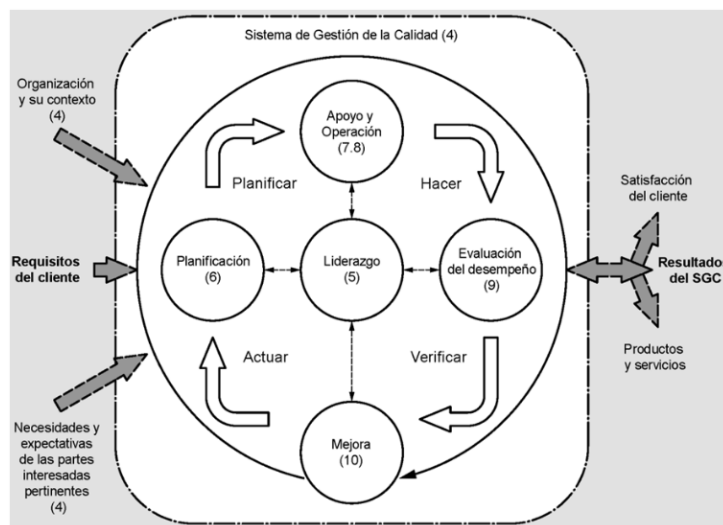 Sistema de Gestión de la Calidad (4)
Organización
y su contexto
(4)
Apoyo y
Operación
(7.8)
Planificar
Hacer
Satisfacción
del cliente
Requisitos
del cliente
Planificación
(6)
Liderazgo
(5)
Evaluación
del desempeño
(9)
Resultado
del SGC
Actuar
Verificar
Productos
y servicios
Necesidades y
expectativas
de las partes
interesadas
pertinentes
(4)
Mejora
(10)